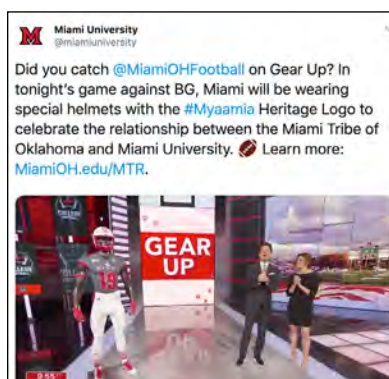 Miami University
@miamiuniversity
Did you catch @MiamiOHFootball on Gear Up? In
tonight's game against BG, Miami will be wearing
special helmets with the #Myaamia Heritage Logo to
celebrate the relationship between the Miami Tribe of
Oklahoma and Miami University. 🏈 Learn more:
MiamiOH.edu/MTR.
GEAR
UP
19